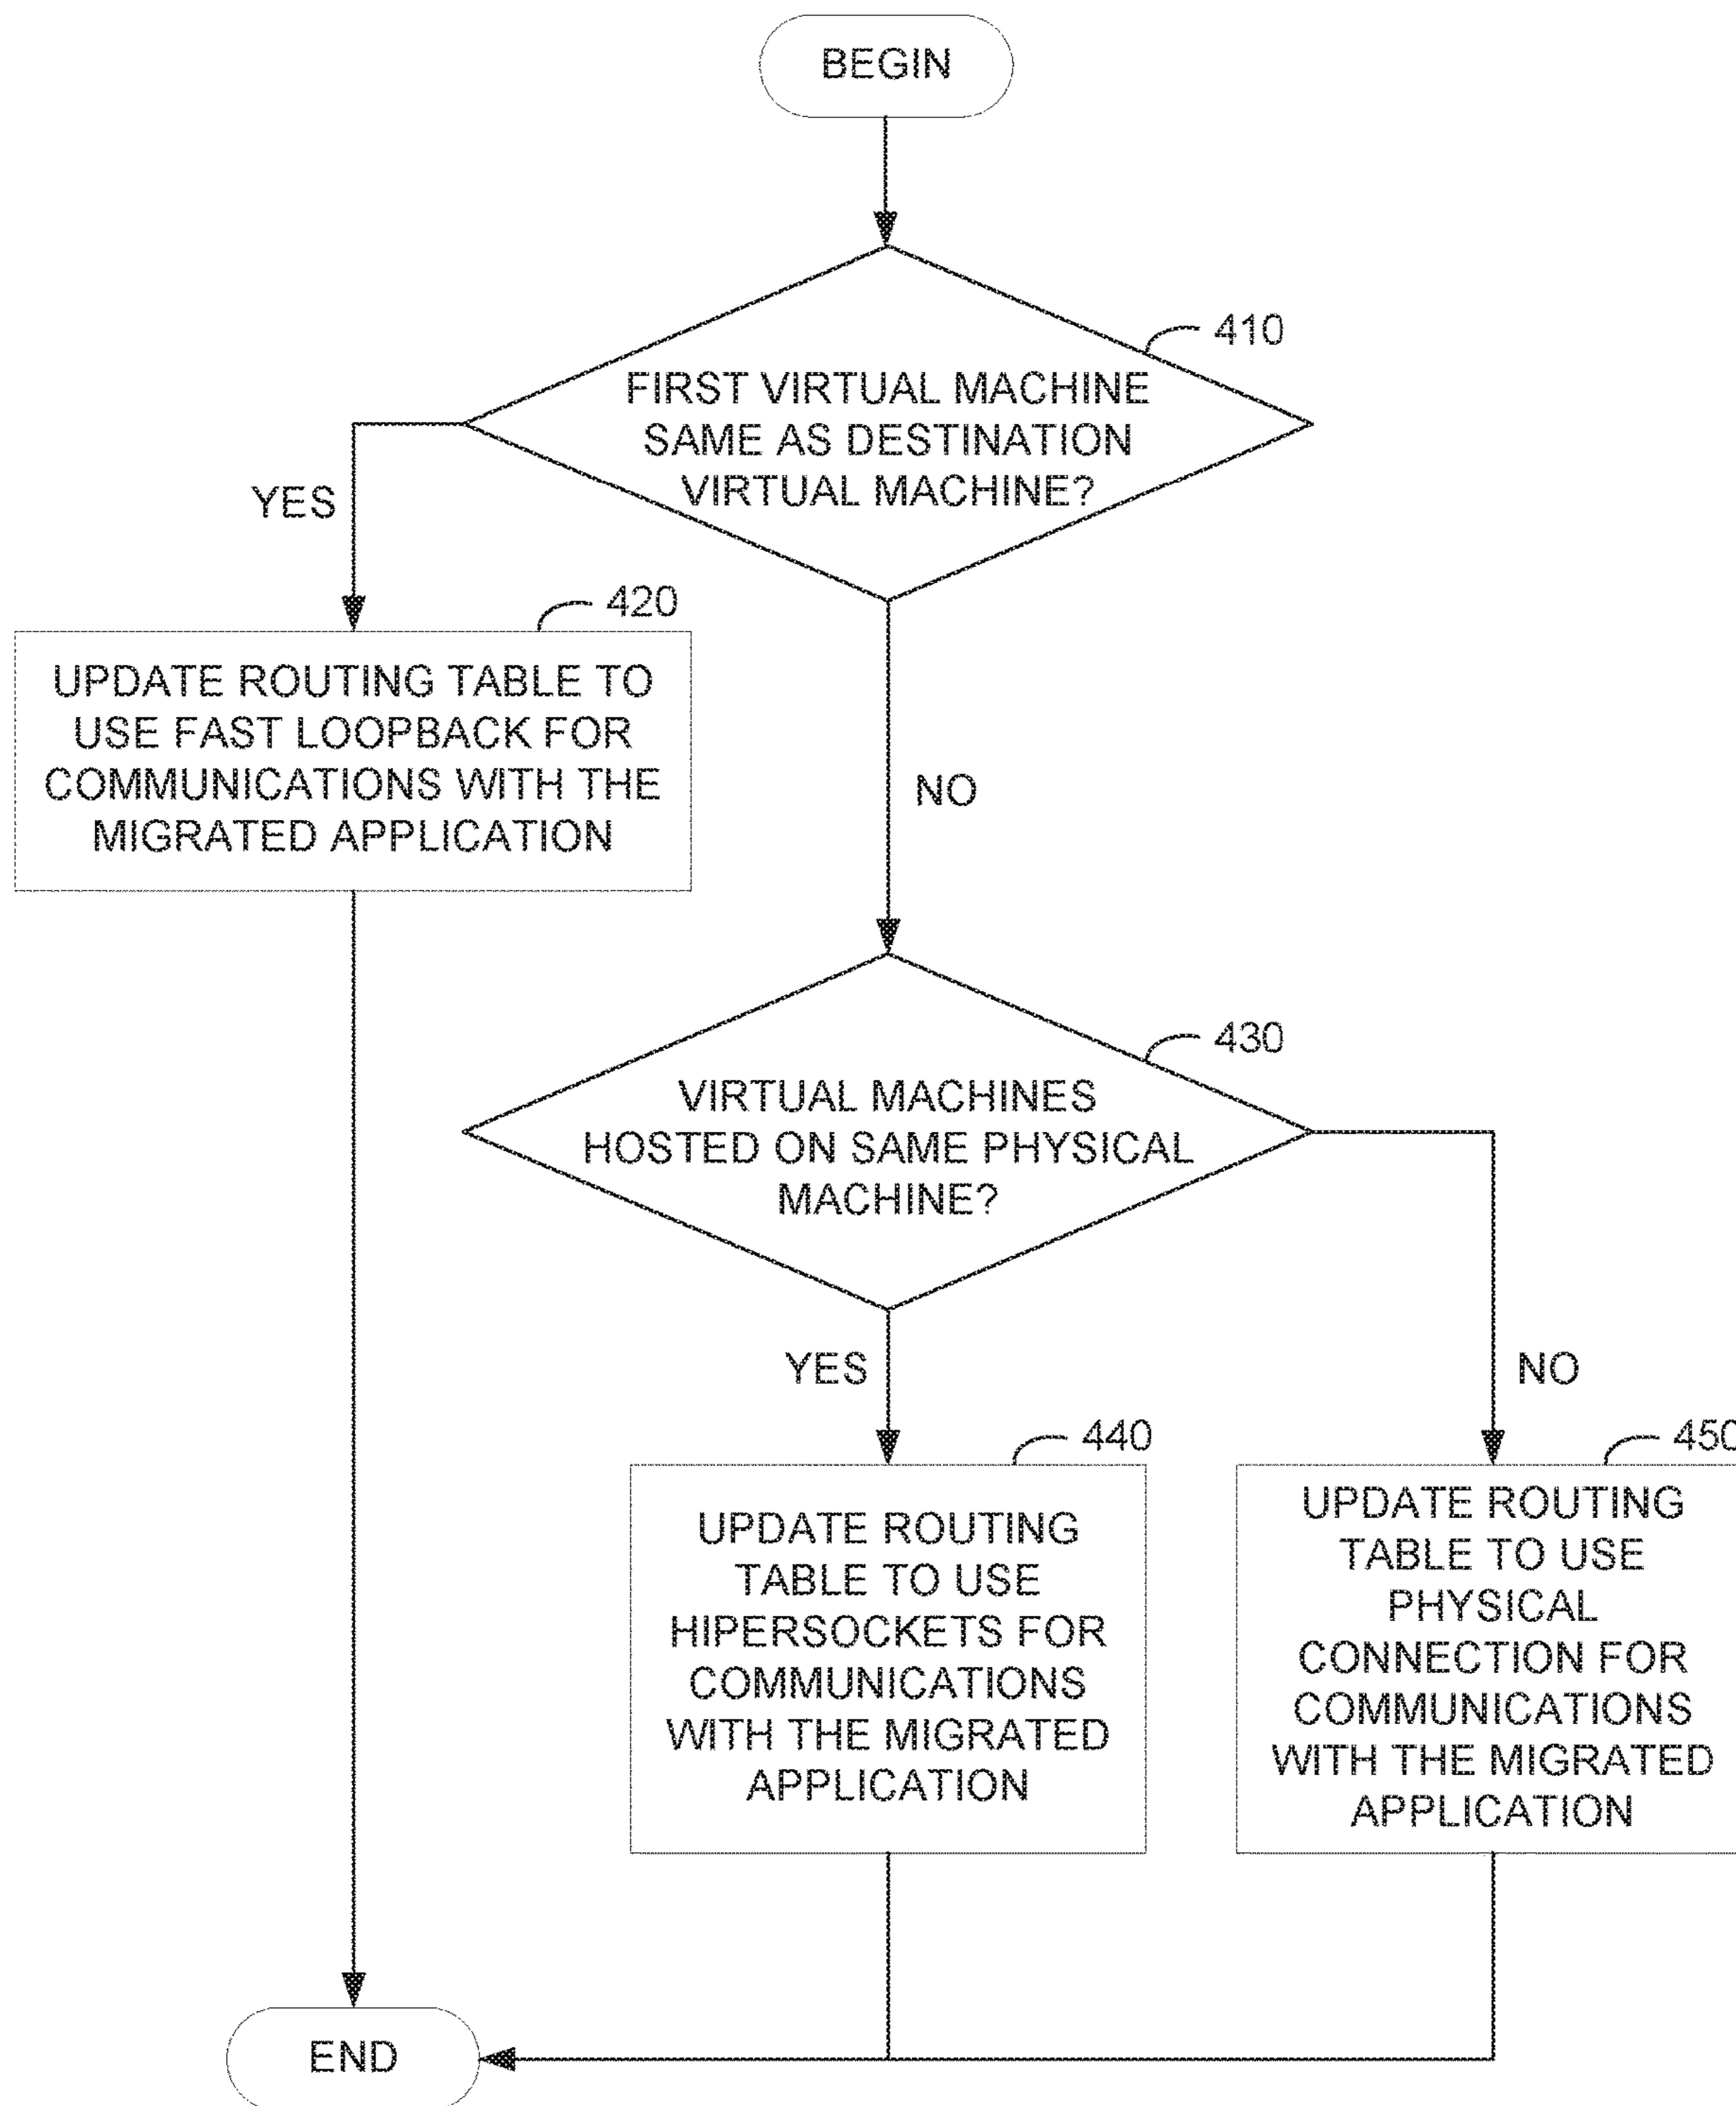 BEGIN
410
FIRST VIRTUAL MACHINE
SAME AS DESTINATION
VIRTUAL MACHINE?
YES
420
UPDATE ROUTING TABLE TO
USE FAST LOOPBACK FOR
COMMUNICATIONS WITH THE
MIGRATED APPLICATION
NO
430
VIRTUAL MACHINES
HOSTED ON SAME PHYSICAL
MACHINE?
YES
NO
440
UPDATE ROUTING
TABLE TO USE
HIPERSOCKETS FOR
COMMUNICATIONS
WITH THE MIGRATED
APPLICATION
450
UPDATE ROUTING
TABLE TO USE
PHYSICAL
CONNECTION FOR
COMMUNICATIONS
WITH THE MIGRATED
APPLICATION
END